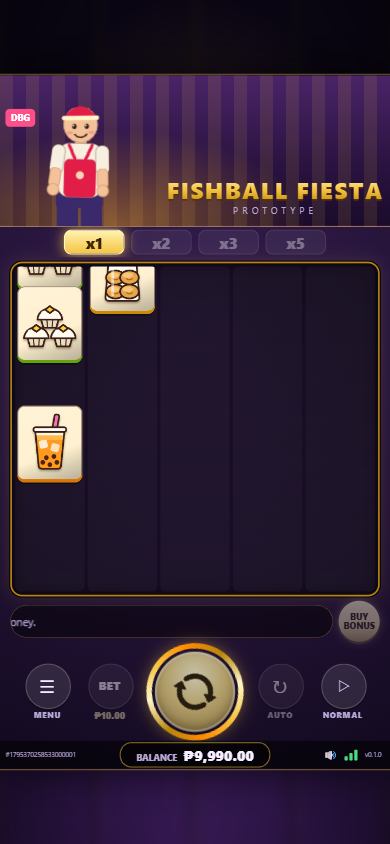 DBG
FISHBALL FIESTA
PROTOTYPE
x1 x2 x3 x5
oney.
BUY
BONUS
BET
MENU ₱10.00 AUTO NORMAL
₱1795370258533000001 BALANCE ₱9,990.00 v0.1.0